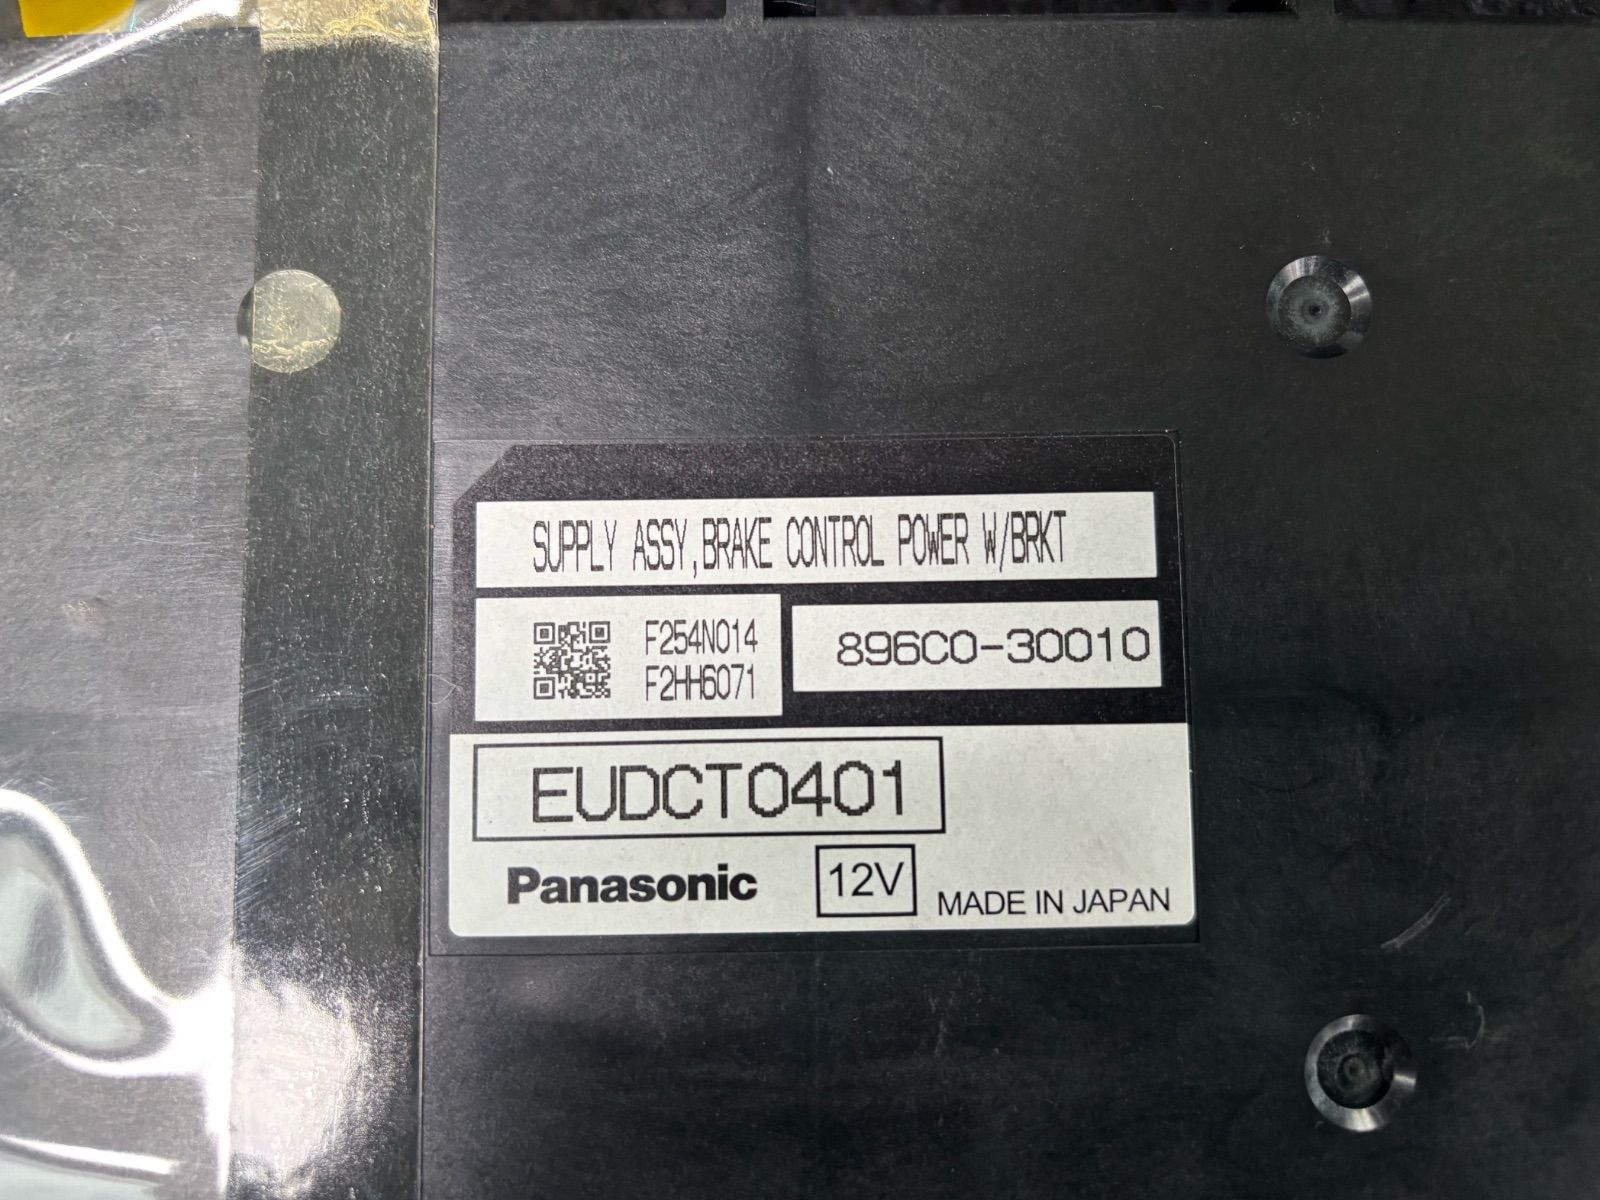 SUPPLY ASSY,BRAKE CONTROL POWER W/BRKT
F254N014
F2HH6071
896C0-30010
EUDCT0401
Panasonic
12V
MADE IN JAPAN